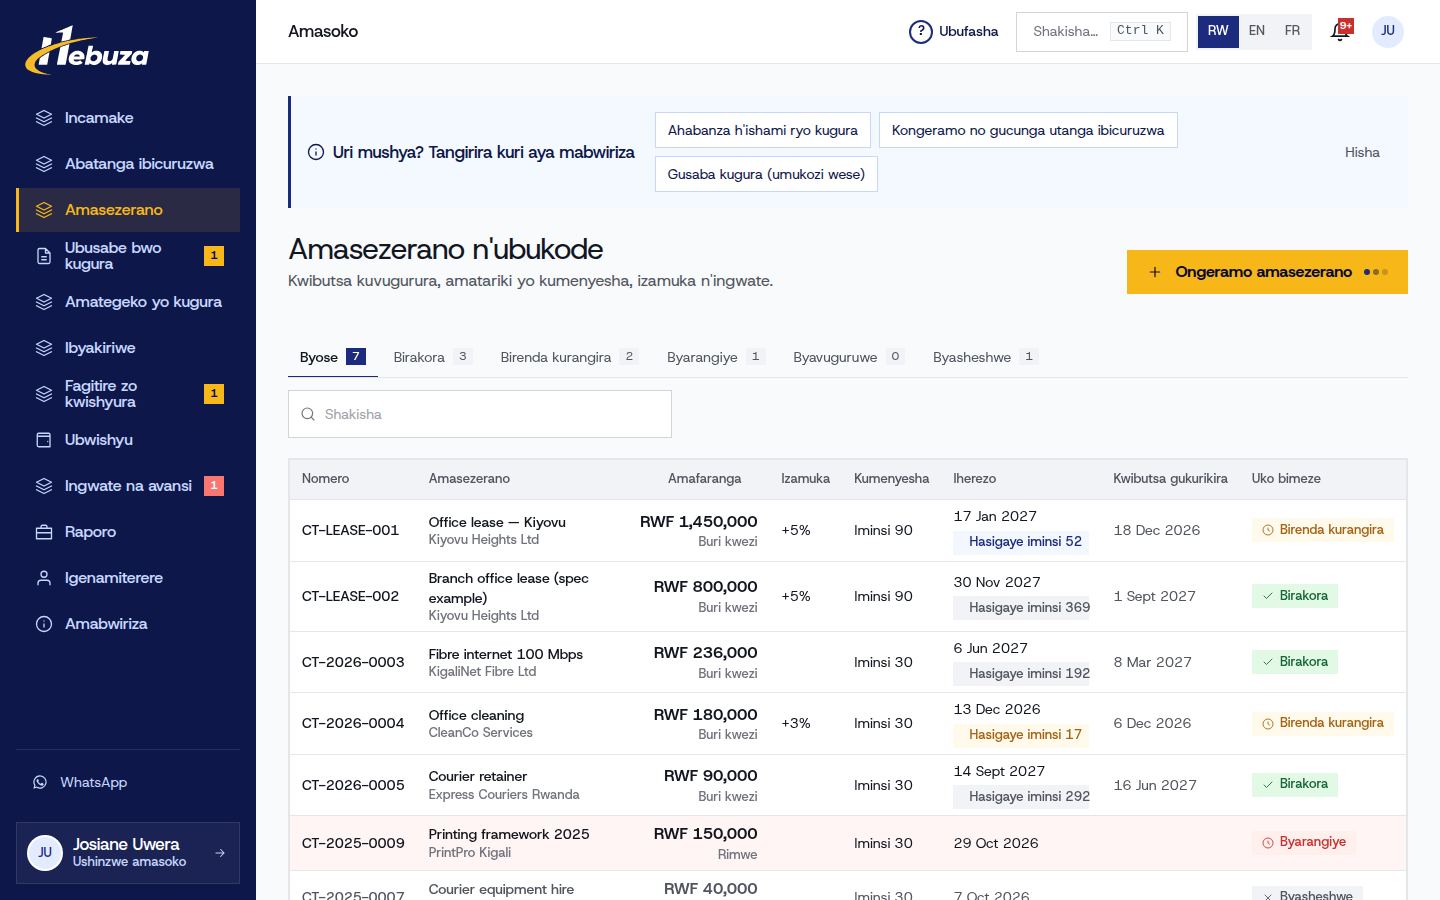 Hebuza
Amasoko
? Ubufasha
Shakisha... Ctrl K
RW EN FR
9+
JU
Incamake
Abatanga ibicuruzwa
Amasezerano
Ubusabe bwo kugura 1
Amategeko yo kugura
Ibyakiriwe
Fagitire zo kwishyura 1
Ubwishyu
Ingwate na avansi 1
Raporo
Igenamiterere
Amabwiriza
WhatsApp
JU Josiane Uwera
Ushinzwe amasoko
Uri mushya? Tangirira kuri aya mabwiriza
Ahabanza h'ishami ryo kugura
Kongeramo no gucunga utanga ibicuruzwa
Gusaba kugura (umukozi wese)
Hisha
Amasezerano n'ubukode
Kwibutsa kuvugurura, amatariki yo kumenyesha, izamuka n'ingwate.
+ Ongeramo amasezerano
Byose 7 Birakora 3 Birenda kurangira 2 Byarangiye 1 Byavuguruwe 0 Byasheshwe 1
Shakisha
Nomero Amasezerano Amafaranga Izamuka Kumenyesha Iherezo Kwibutsa gukurikira Uko bimeze
CT-LEASE-001 Office lease — Kiyovu RWF 1,450,000 +5% Iminsi 90 17 Jan 2027 18 Dec 2026 Birenda kurangira
Kiyovu Heights Ltd Buri kwezi Hasigaye iminsi 52
CT-LEASE-002 Branch office lease (spec example) RWF 800,000 +5% Iminsi 90 30 Nov 2027 1 Sept 2027 Birakora
Kiyovu Heights Ltd Buri kwezi Hasigaye iminsi 369
CT-2026-0003 Fibre internet 100 Mbps RWF 236,000 Iminsi 30 6 Jun 2027 8 Mar 2027 Birakora
KigaliNet Fibre Ltd Buri kwezi Hasigaye iminsi 192
CT-2026-0004 Office cleaning RWF 180,000 +3% Iminsi 30 13 Dec 2026 6 Dec 2026 Birenda kurangira
CleanCo Services Buri kwezi Hasigaye iminsi 17
CT-2026-0005 Courier retainer RWF 90,000 Iminsi 30 14 Sept 2027 16 Jun 2027 Birakora
Express Couriers Rwanda Buri kwezi Hasigaye iminsi 292
CT-2025-0009 Printing framework 2025 RWF 150,000 Iminsi 30 29 Oct 2026 Byarangiye
PrintPro Kigali Rimwe
CT-2025-0007 Courier equipment hire RWF 40,000 Iminsi 30 7 Oct 2026 Byasheshwe